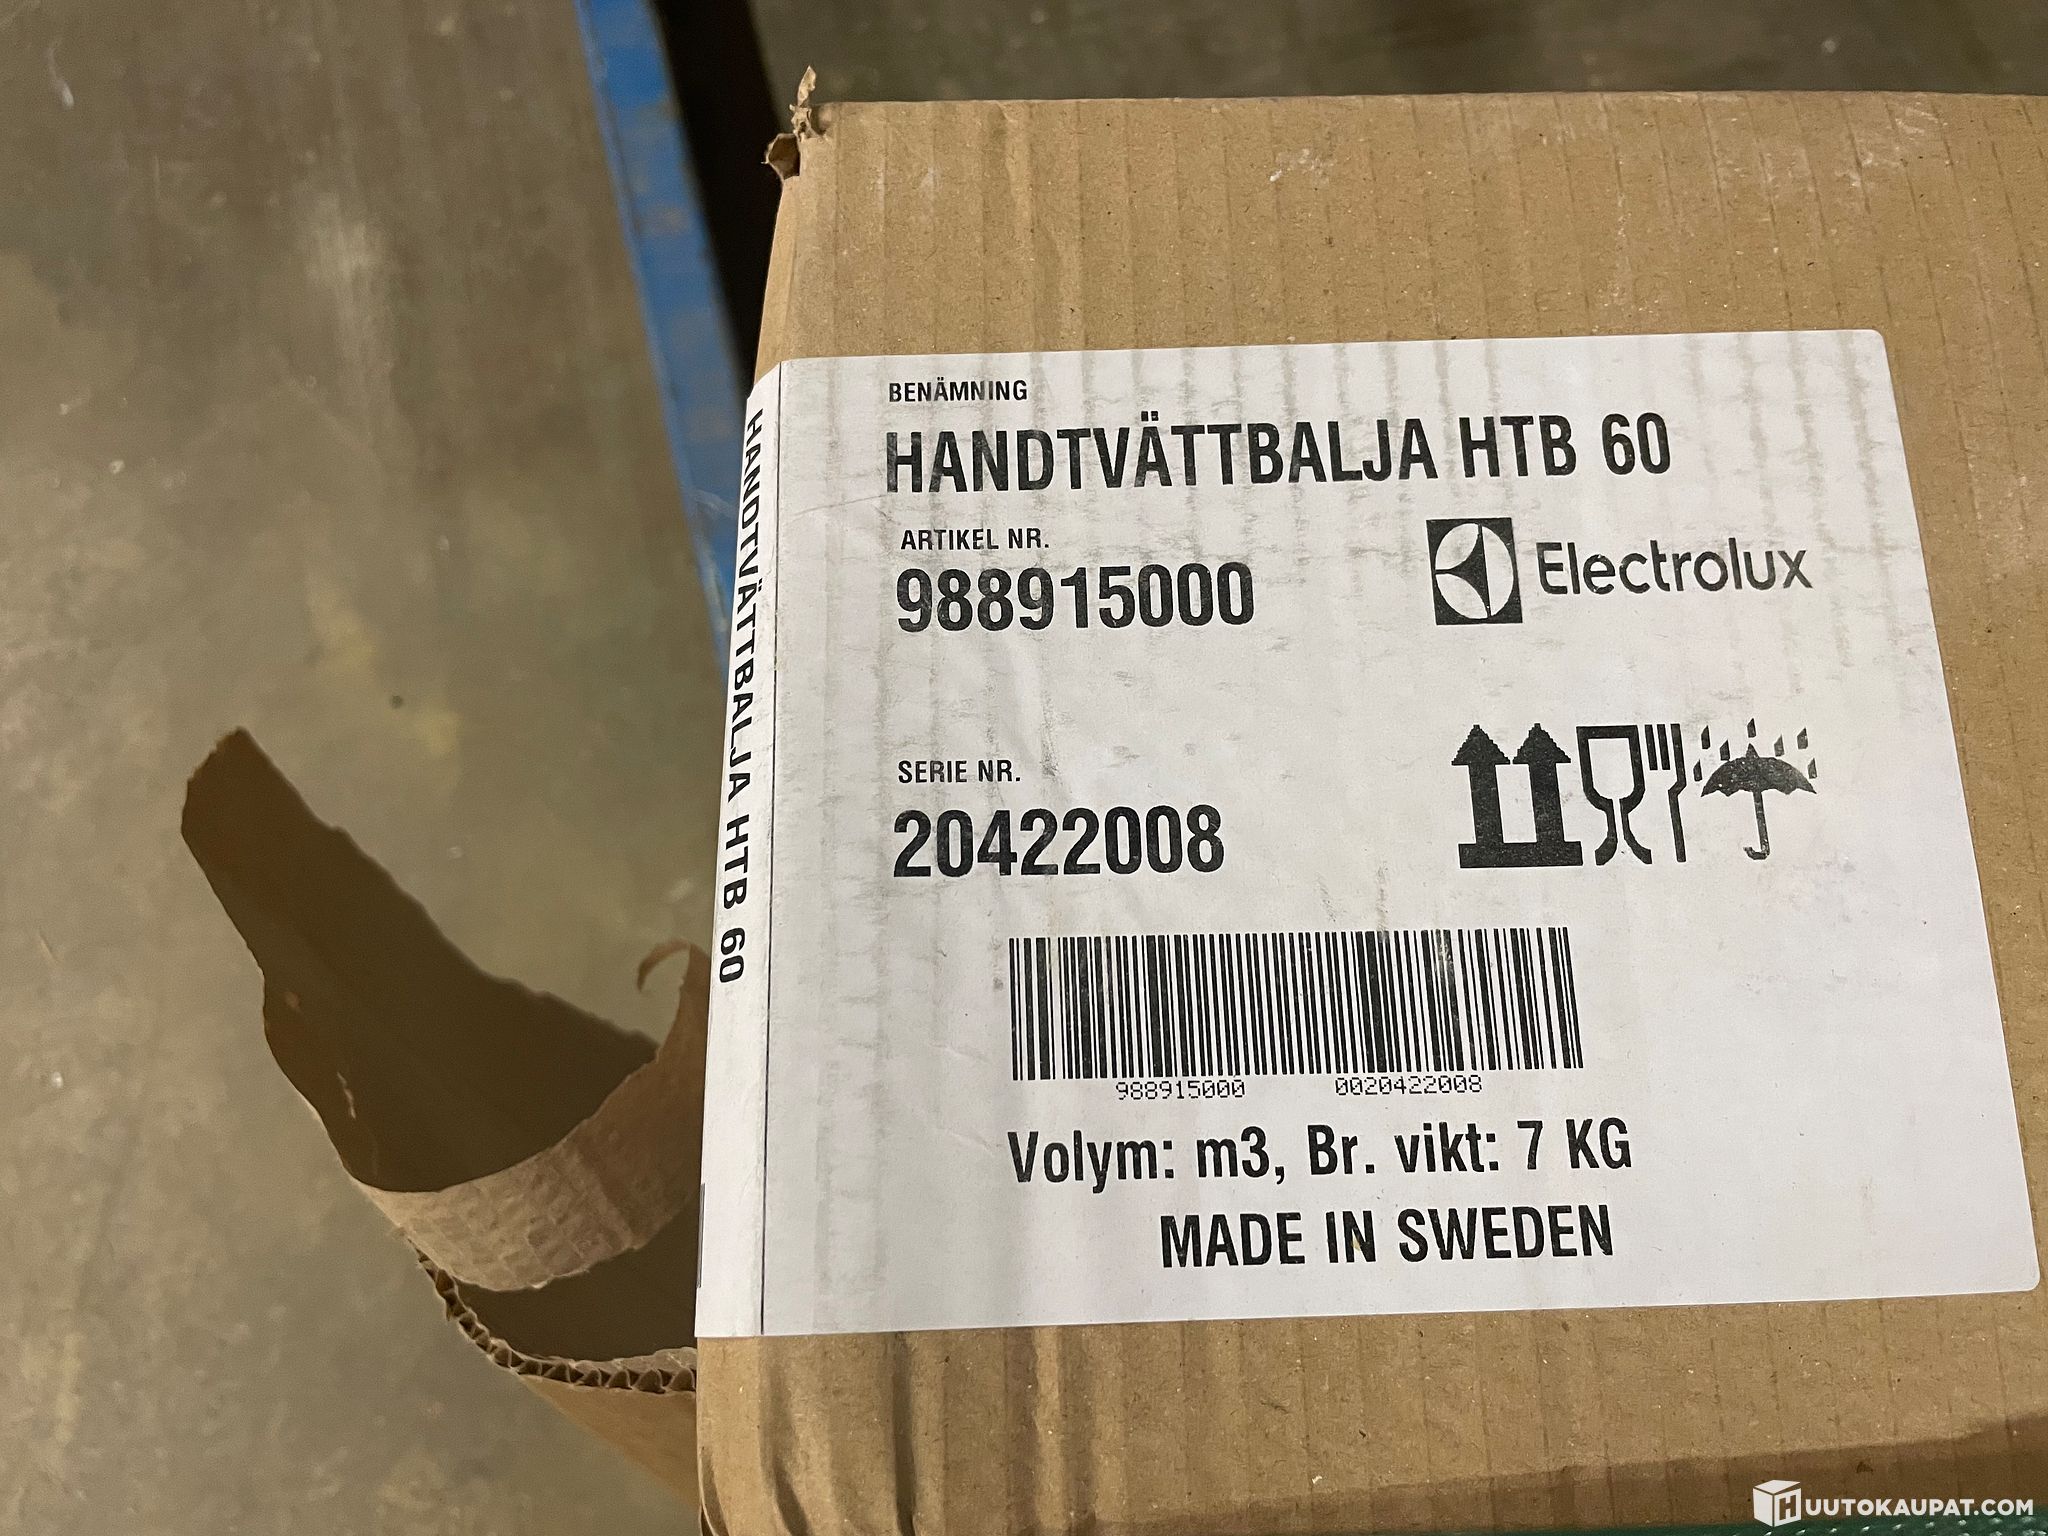 BENÄMNING
HANDTVÄTTBALJA HTB 60
ARTIKEL NR.
988915000
Electrolux
SERIE NR.
20422008
988915000 0020422008
Volym: m3, Br. vikt: 7 KG
MADE IN SWEDEN
HANDTVÄTTBALJA HTB 60
HUUTOKAUPAT.COM